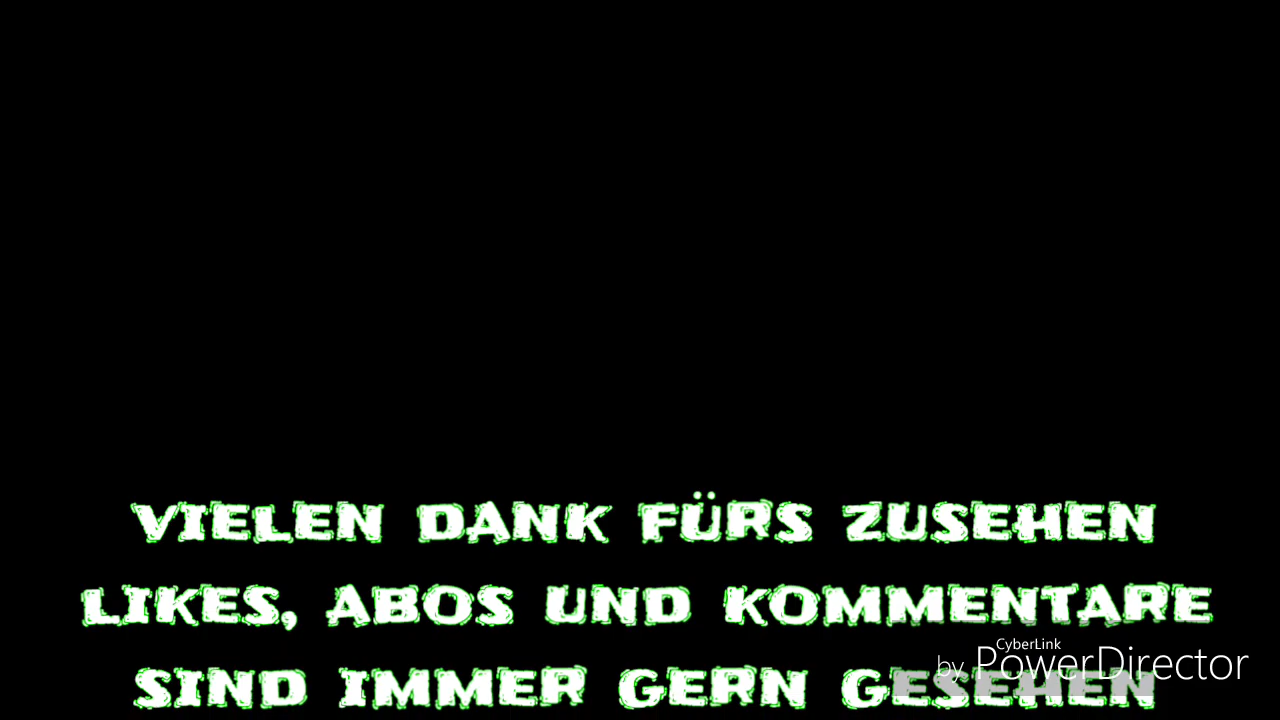 VIELEN DANK FÜRS ZUSEHEN
LIKES, ABOS UND KOMMENTARE
SIND IMMER GERN GESEHEN
CyberLink
by PowerDirector